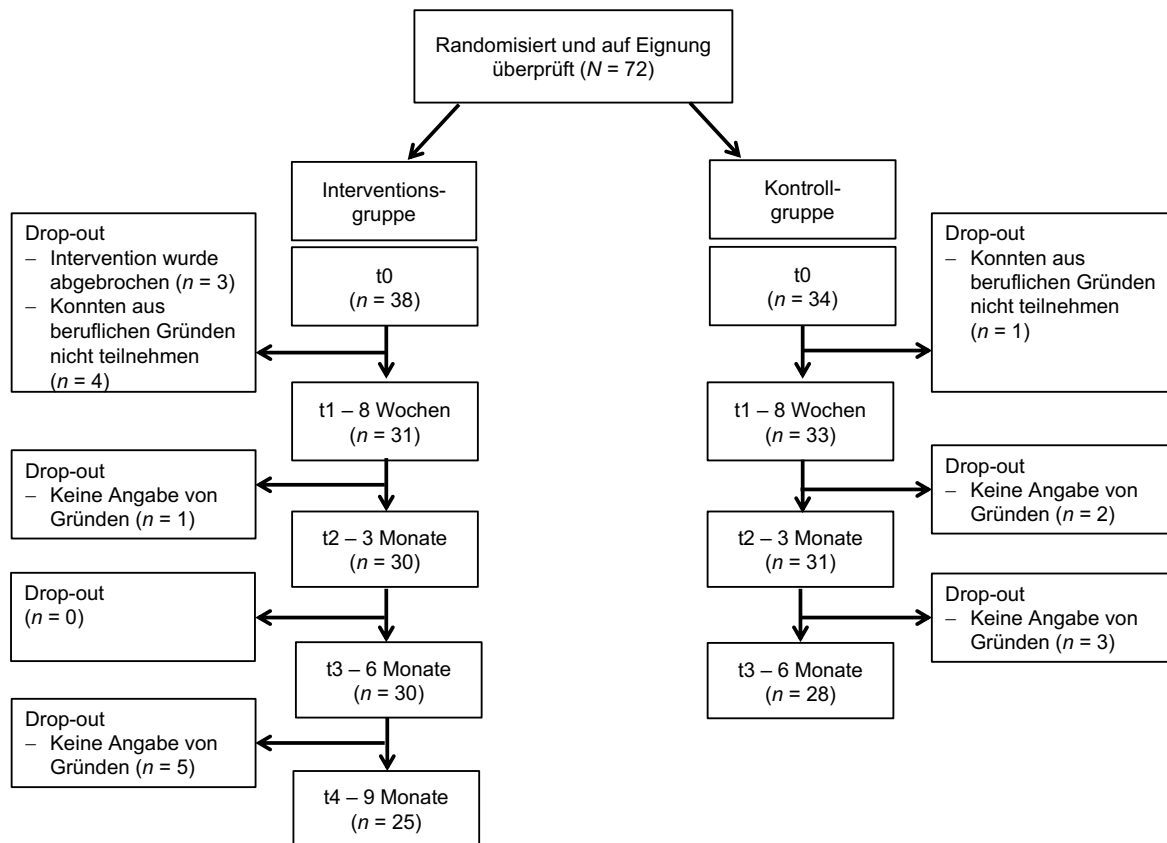 Randomisiert und auf Eignung
überprüft (N = 72)
Interventions-
gruppe
Kontroll-
gruppe
Drop-out
– Intervention wurde
abgebrochen (n = 3)
– Konnten aus
beruflichen Gründen
nicht teilnehmen
(n = 4)
t0
(n = 38)
t0
(n = 34)
Drop-out
– Konnten aus
beruflichen Gründen
nicht teilnehmen
(n = 1)
t1 – 8 Wochen
(n = 31)
t1 – 8 Wochen
(n = 33)
Drop-out
– Keine Angabe von
Gründen (n = 1)
Drop-out
– Keine Angabe von
Gründen (n = 2)
t2 – 3 Monate
(n = 30)
t2 – 3 Monate
(n = 31)
Drop-out
(n = 0)
Drop-out
– Keine Angabe von
Gründen (n = 3)
t3 – 6 Monate
(n = 30)
t3 – 6 Monate
(n = 28)
Drop-out
– Keine Angabe von
Gründen (n = 5)
t4 – 9 Monate
(n = 25)